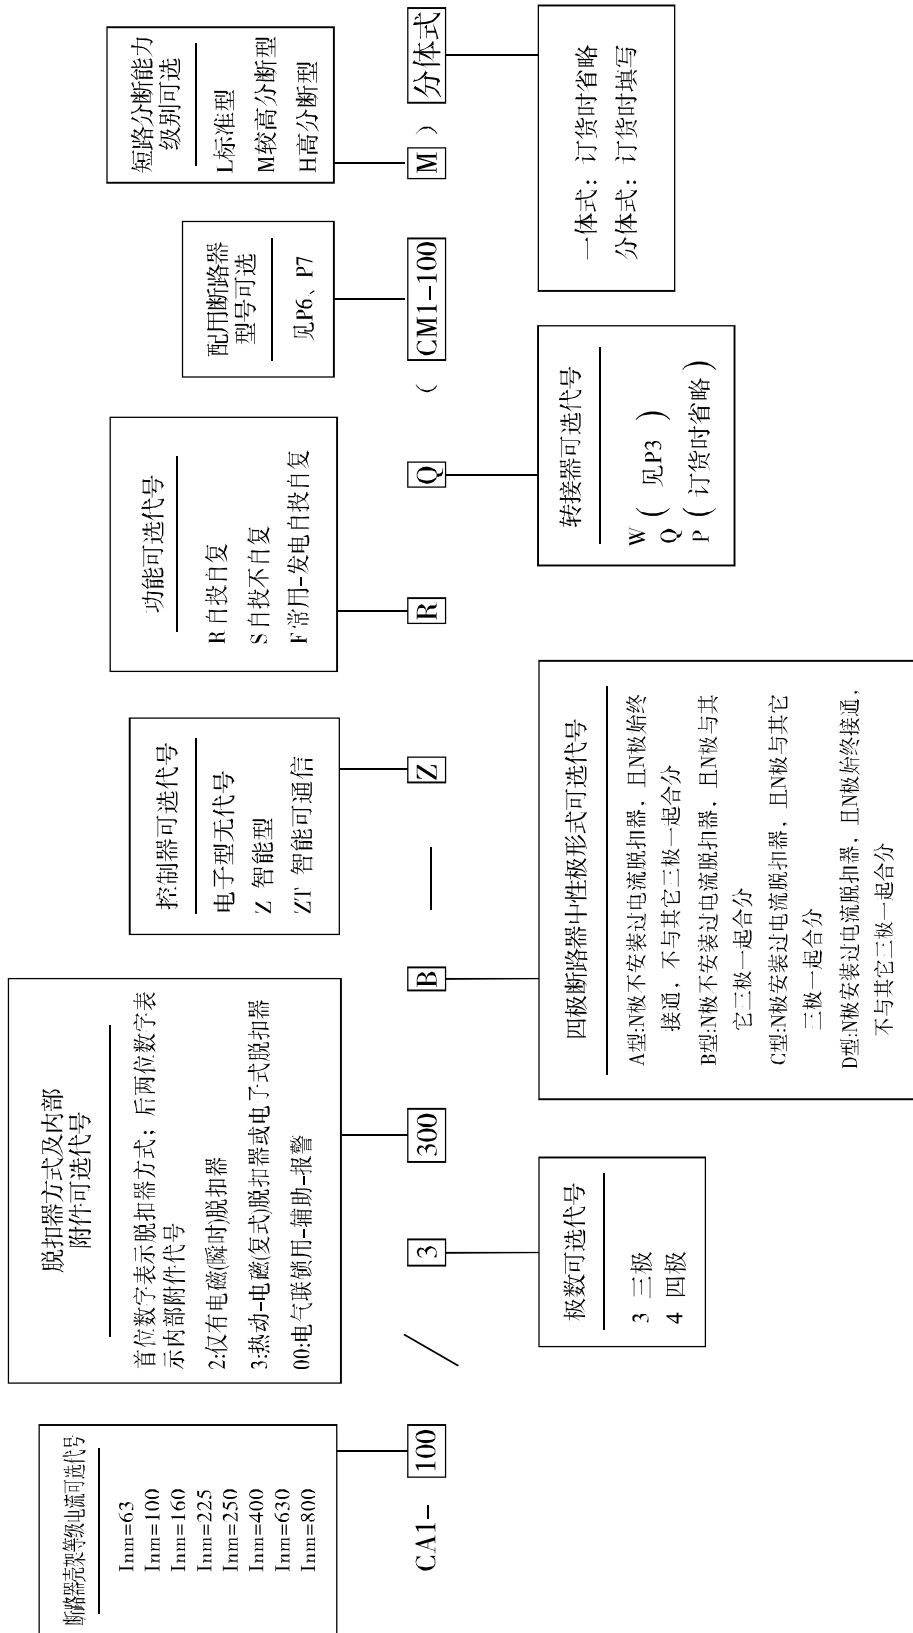 断路器壳架等级电流可选代号
Inm=63
Inm=100
Inm=160
Inm=225
Inm=250
Inm=400
Inm=630
Inm=800
脱扣器方式及内部
附件可选代号
首位数字表示脱扣器方式；后两位数字表
示内部附件代号
2:仅有电磁(瞬时)脱扣器
3:热动-电磁(复式)脱扣器或电子式脱扣器
00:电气联锁用-辅助-报警
控制器可选代号
电子型无代号
Z 智能型
ZT 智能可通信
功能可选代号
R 自投自复
S 自投不自复
F 常用-发电自投自复
配用断路器
型号可选
见P6、P7
短路分断能力
级别可选
L标准型
M较高分断型
H高分断型
CA1- 100 / 3 300 B — Z R Q ( CM1-100 M ) 分体式
极数可选代号
3 三极
4 四极
四极断路器中性极形式可选代号
A型:N极不安装过电流脱扣器，且N极始终
接通，不与其它三极一起合分
B型:N极不安装过电流脱扣器，且N极与其
它三极一起合分
C型:N极安装过电流脱扣器，且N极与其它
三极一起合分
D型:N极安装过电流脱扣器，且N极始终接通，
不与其它三极一起合分
转接器可选代号
W
Q ( 见P3 )
P ( 订货时省略 )
一体式：订货时省略
分体式：订货时填写